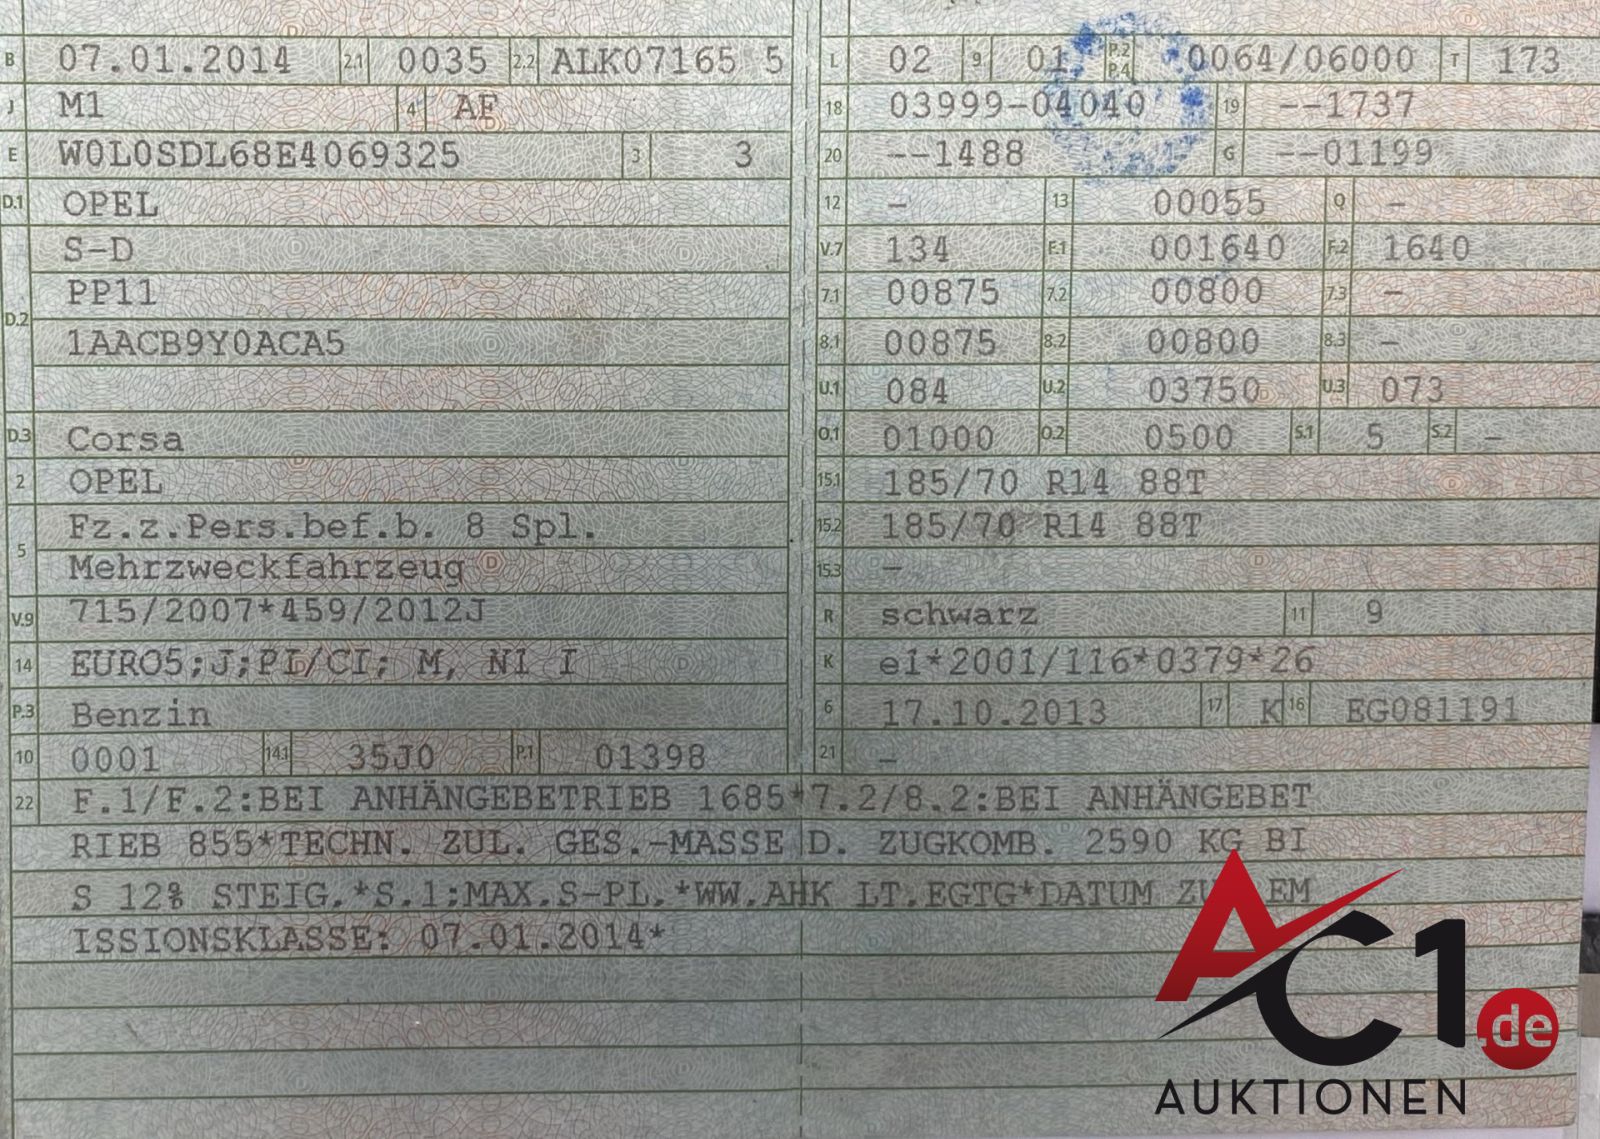 B 07.01.2014 2.1 0035 2.2 ALK07165 5
J M1 4 AF
E W0L0SDL68E4069325 3 3
D.1 OPEL
S-D
D.2 PP11
1AACB9Y0ACA5
D.3 Corsa
2 OPEL
5 Fz.z.Pers.bef.b. 8 Spl.
Mehrzweckfahrzeug
V.9 715/2007*459/2012J
14 EURO5;J;PI/CI; M, N1 I
P.3 Benzin
10 0001 14.1 35J0 P.1 01398
L 02 9 01 P.2 P.4 0064/06000 T 173
18 03999-04040 19 --1737
20 --1488 G --01199
12 - 13 00055 Q -
V.7 134 F.1 001640 F.2 1640
7.1 00875 7.2 00800 7.3 -
8.1 00875 8.2 00800 8.3 -
U.1 084 U.2 03750 U.3 073
O.1 01000 O.2 0500 S.1 5 S.2 -
15.1 185/70 R14 88T
15.2 185/70 R14 88T
15.3 -
R schwarz 11 9
K e1*2001/116*0379*26
6 17.10.2013 17 K 16 EG081191
21 -
22 F.1/F.2:BEI ANHÄNGEBETRIEB 1685*7.2/8.2:BEI ANHÄNGEBET
RIEB 855*TECHN. ZUL. GES.-MASSE D. ZUGKOMB. 2590 KG BI
S 12% STEIG.*S.1:MAX.S-PL.*WW.AHK LT.EGTG*DATUM ZU EM
ISSIONSKLASSE: 07.01.2014*
AC1.de
AUKTIONEN